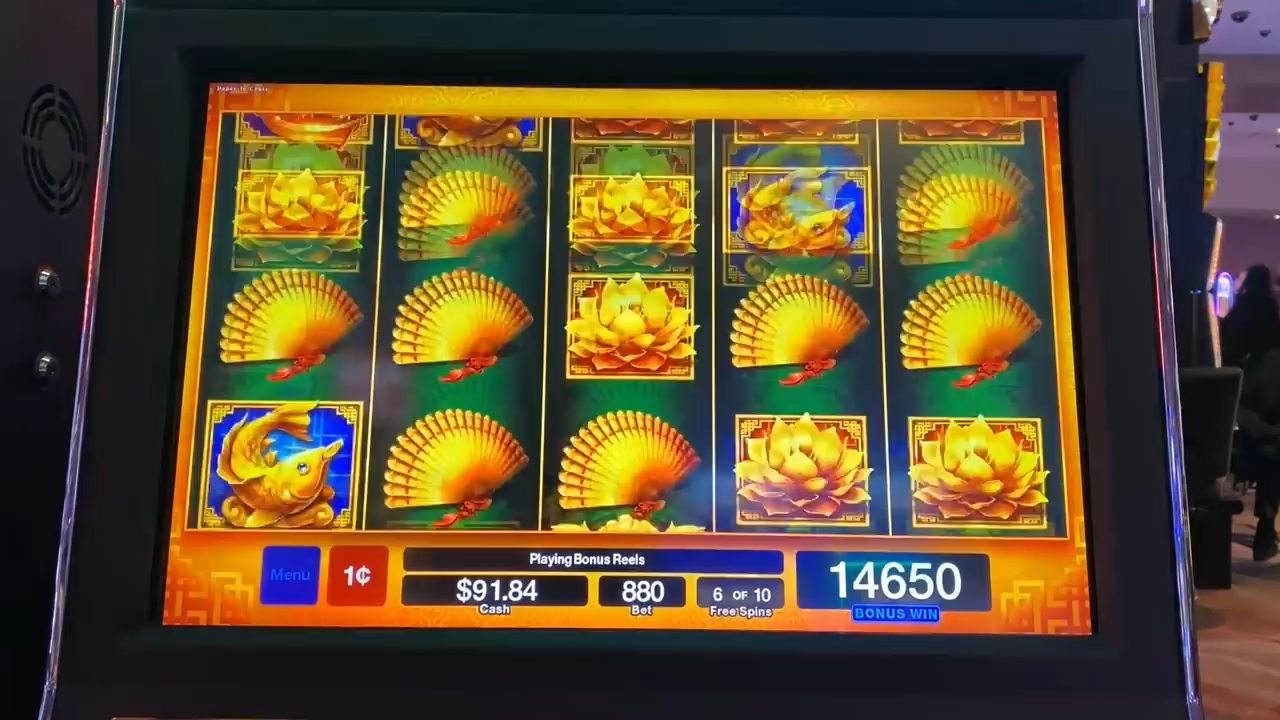 Playing Bonus Reels
Menu
1¢
$91.84
Cash
880
Bet
6 OF 10
Free Spins
14650
BONUS WIN